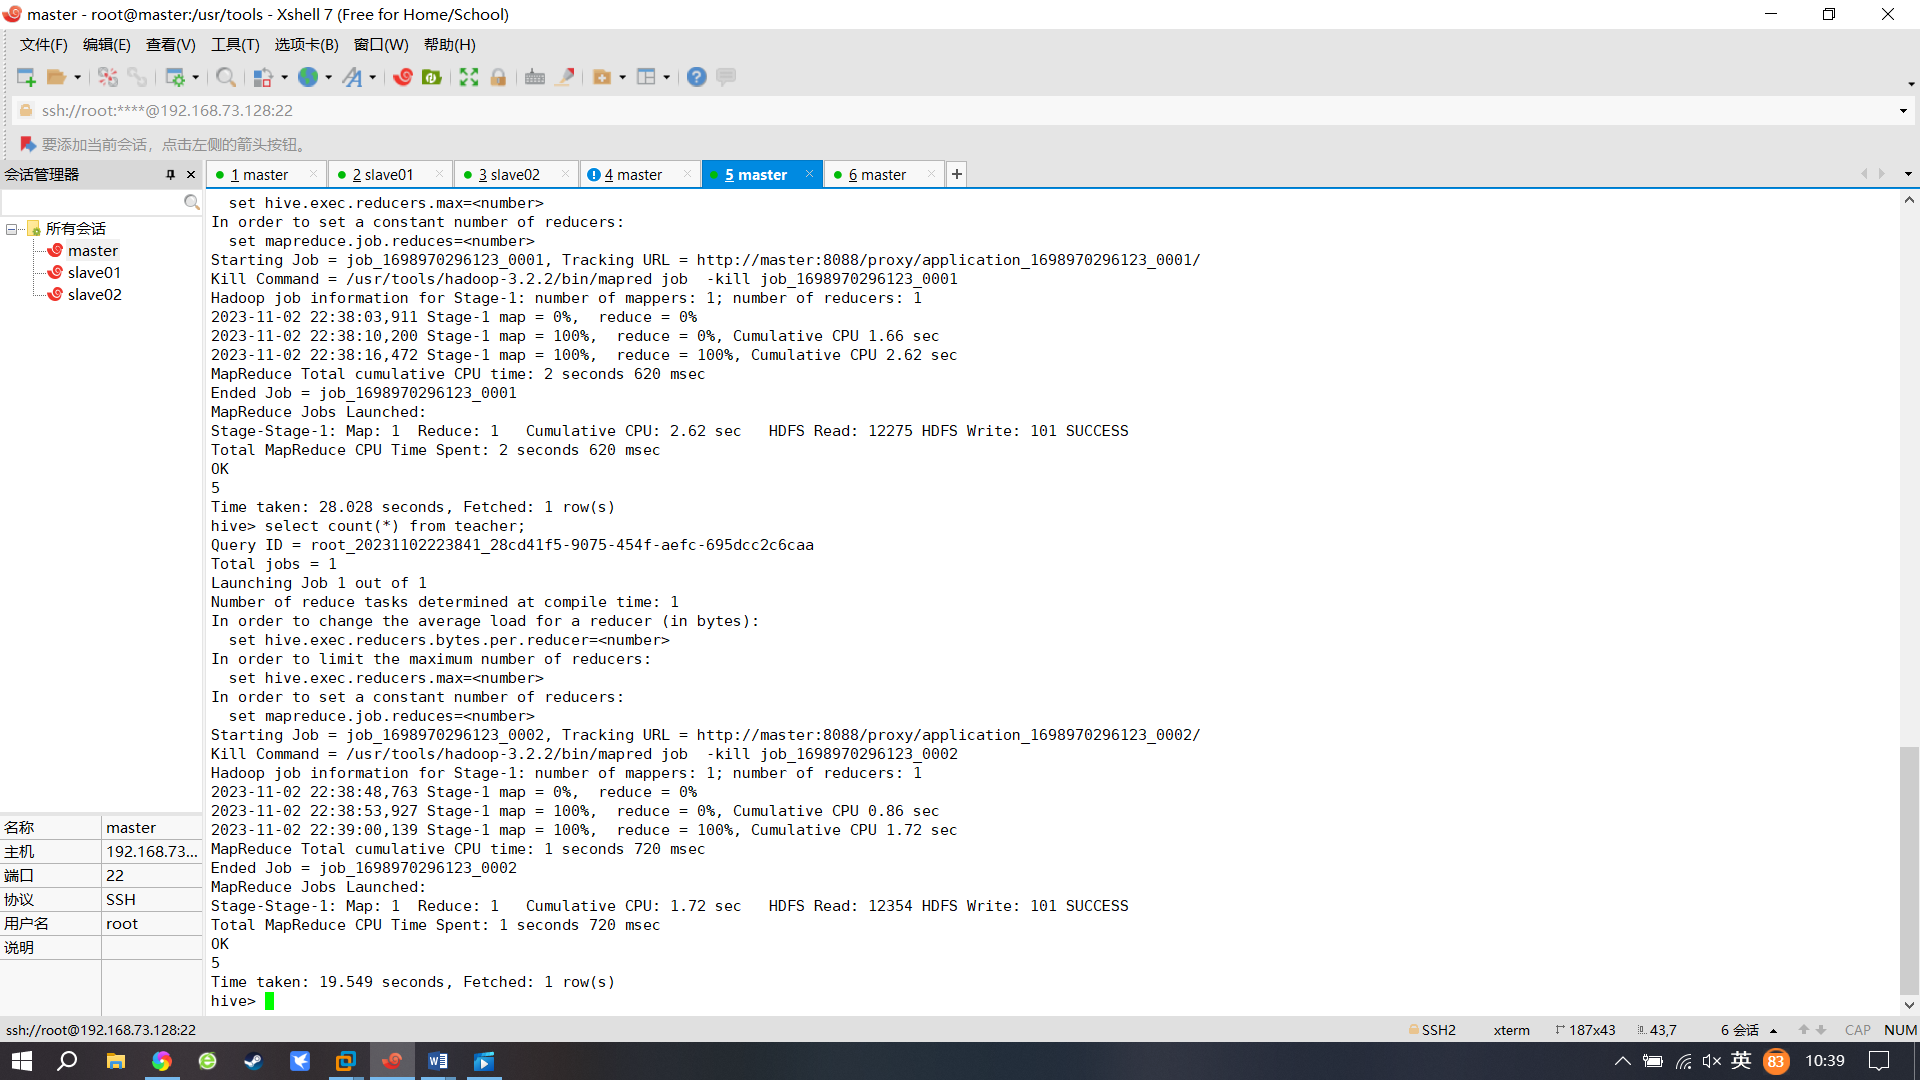 master - root@master:/usr/tools - Xshell 7 (Free for Home/School)
文件(F) 编辑(E) 查看(V) 工具(T) 选项卡(B) 窗口(W) 帮助(H)
ssh://root:****@192.168.73.128:22
要添加当前会话，点击左侧的箭头按钮。
会话管理器
1 master
2 slave01
3 slave02
4 master
5 master
6 master
所有会话
master
slave01
slave02
set hive.exec.reducers.max=<number>
In order to set a constant number of reducers:
set mapreduce.job.reduces=<number>
Starting Job = job_1698970296123_0001, Tracking URL = http://master:8088/proxy/application_1698970296123_0001/
Kill Command = /usr/tools/hadoop-3.2.2/bin/mapred job  -kill job_1698970296123_0001
Hadoop job information for Stage-1: number of mappers: 1; number of reducers: 1
2023-11-02 22:38:03,911 Stage-1 map = 0%,  reduce = 0%
2023-11-02 22:38:10,200 Stage-1 map = 100%,  reduce = 0%, Cumulative CPU 1.66 sec
2023-11-02 22:38:16,472 Stage-1 map = 100%,  reduce = 100%, Cumulative CPU 2.62 sec
MapReduce Total cumulative CPU time: 2 seconds 620 msec
Ended Job = job_1698970296123_0001
MapReduce Jobs Launched:
Stage-Stage-1: Map: 1  Reduce: 1   Cumulative CPU: 2.62 sec   HDFS Read: 12275 HDFS Write: 101 SUCCESS
Total MapReduce CPU Time Spent: 2 seconds 620 msec
OK
5
Time taken: 28.028 seconds, Fetched: 1 row(s)
hive> select count(*) from teacher;
Query ID = root_20231102223841_28cd41f5-9075-454f-aefc-695dcc2c6caa
Total jobs = 1
Launching Job 1 out of 1
Number of reduce tasks determined at compile time: 1
In order to change the average load for a reducer (in bytes):
set hive.exec.reducers.bytes.per.reducer=<number>
In order to limit the maximum number of reducers:
set hive.exec.reducers.max=<number>
In order to set a constant number of reducers:
set mapreduce.job.reduces=<number>
Starting Job = job_1698970296123_0002, Tracking URL = http://master:8088/proxy/application_1698970296123_0002/
Kill Command = /usr/tools/hadoop-3.2.2/bin/mapred job  -kill job_1698970296123_0002
Hadoop job information for Stage-1: number of mappers: 1; number of reducers: 1
2023-11-02 22:38:48,763 Stage-1 map = 0%,  reduce = 0%
2023-11-02 22:38:53,927 Stage-1 map = 100%,  reduce = 0%, Cumulative CPU 0.86 sec
2023-11-02 22:39:00,139 Stage-1 map = 100%,  reduce = 100%, Cumulative CPU 1.72 sec
MapReduce Total cumulative CPU time: 1 seconds 720 msec
Ended Job = job_1698970296123_0002
MapReduce Jobs Launched:
Stage-Stage-1: Map: 1  Reduce: 1   Cumulative CPU: 1.72 sec   HDFS Read: 12354 HDFS Write: 101 SUCCESS
Total MapReduce CPU Time Spent: 1 seconds 720 msec
OK
5
Time taken: 19.549 seconds, Fetched: 1 row(s)
hive>
名称 master
主机 192.168.73...
端口 22
协议 SSH
用户名 root
说明
ssh://root@192.168.73.128:22
SSH2 xterm 187x43 43,7 6 会话 CAP NUM
英 83 10:39